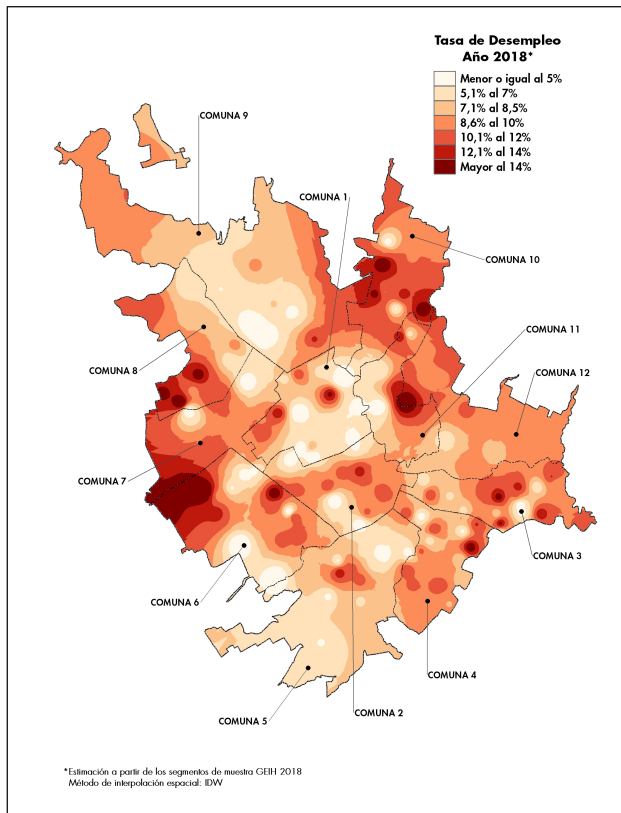 Tasa de Desempleo
Año 2018*
Menor o igual al 5%
5,1% al 7%
7,1% al 8,5%
8,6% al 10%
10,1% al 12%
12,1% al 14%
Mayor al 14%
COMUNA 9
COMUNA 1
COMUNA 10
COMUNA 11
COMUNA 12
COMUNA 8
COMUNA 7
COMUNA 3
COMUNA 6
COMUNA 4
COMUNA 2
COMUNA 5
*Estimación a partir de los segmentos de muestra GEIH 2018
Método de interpolación espacial: IDW